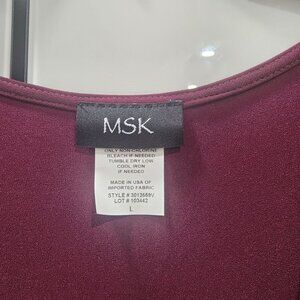 MSK
ONLY NON-CHLORINE
BLEACH IF NEEDED
TUMBLE DRY LOW
COOL IRON
IF NEEDED
MADE IN USA OF
IMPORTED FABRIC
LOT # 103442
L